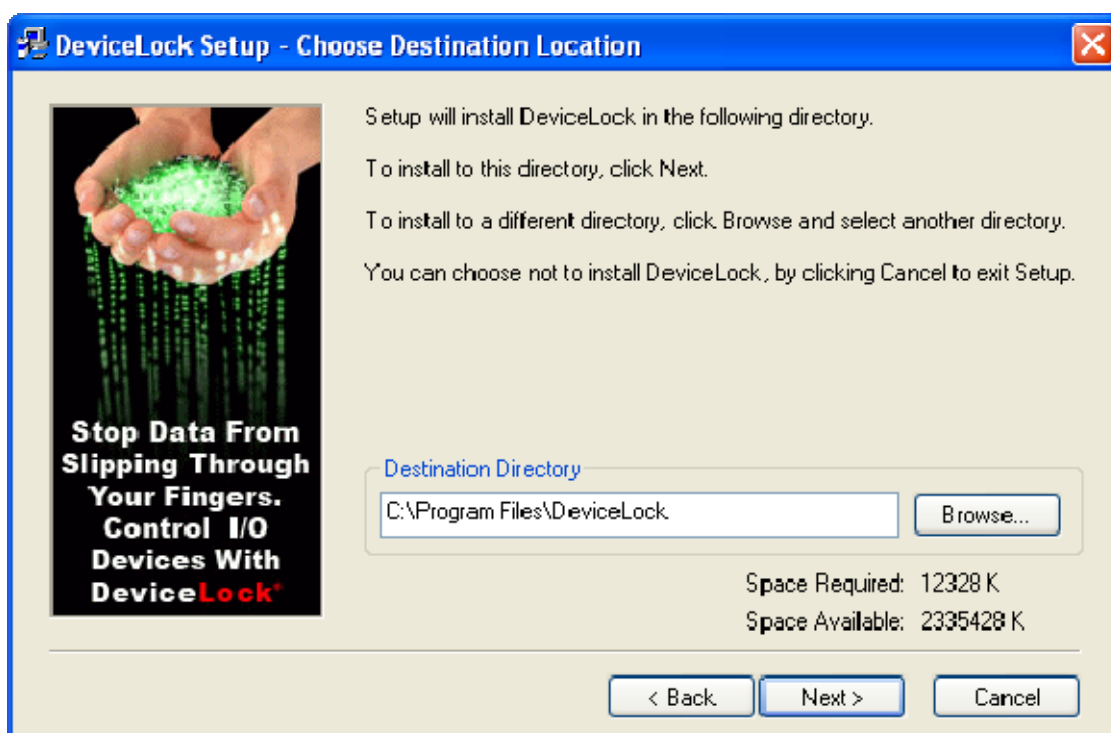 DeviceLock Setup - Choose Destination Location
Setup will install DeviceLock in the following directory.
To install to this directory, click Next.
To install to a different directory, click Browse and select another directory.
You can choose not to install DeviceLock, by clicking Cancel to exit Setup.
Stop Data From
Slipping Through
Your Fingers.
Control I/O
Devices With
DeviceLock®
Destination Directory
C:\Program Files\DeviceLock
Browse...
Space Required: 12328 K
Space Available: 2335428 K
< Back
Next >
Cancel